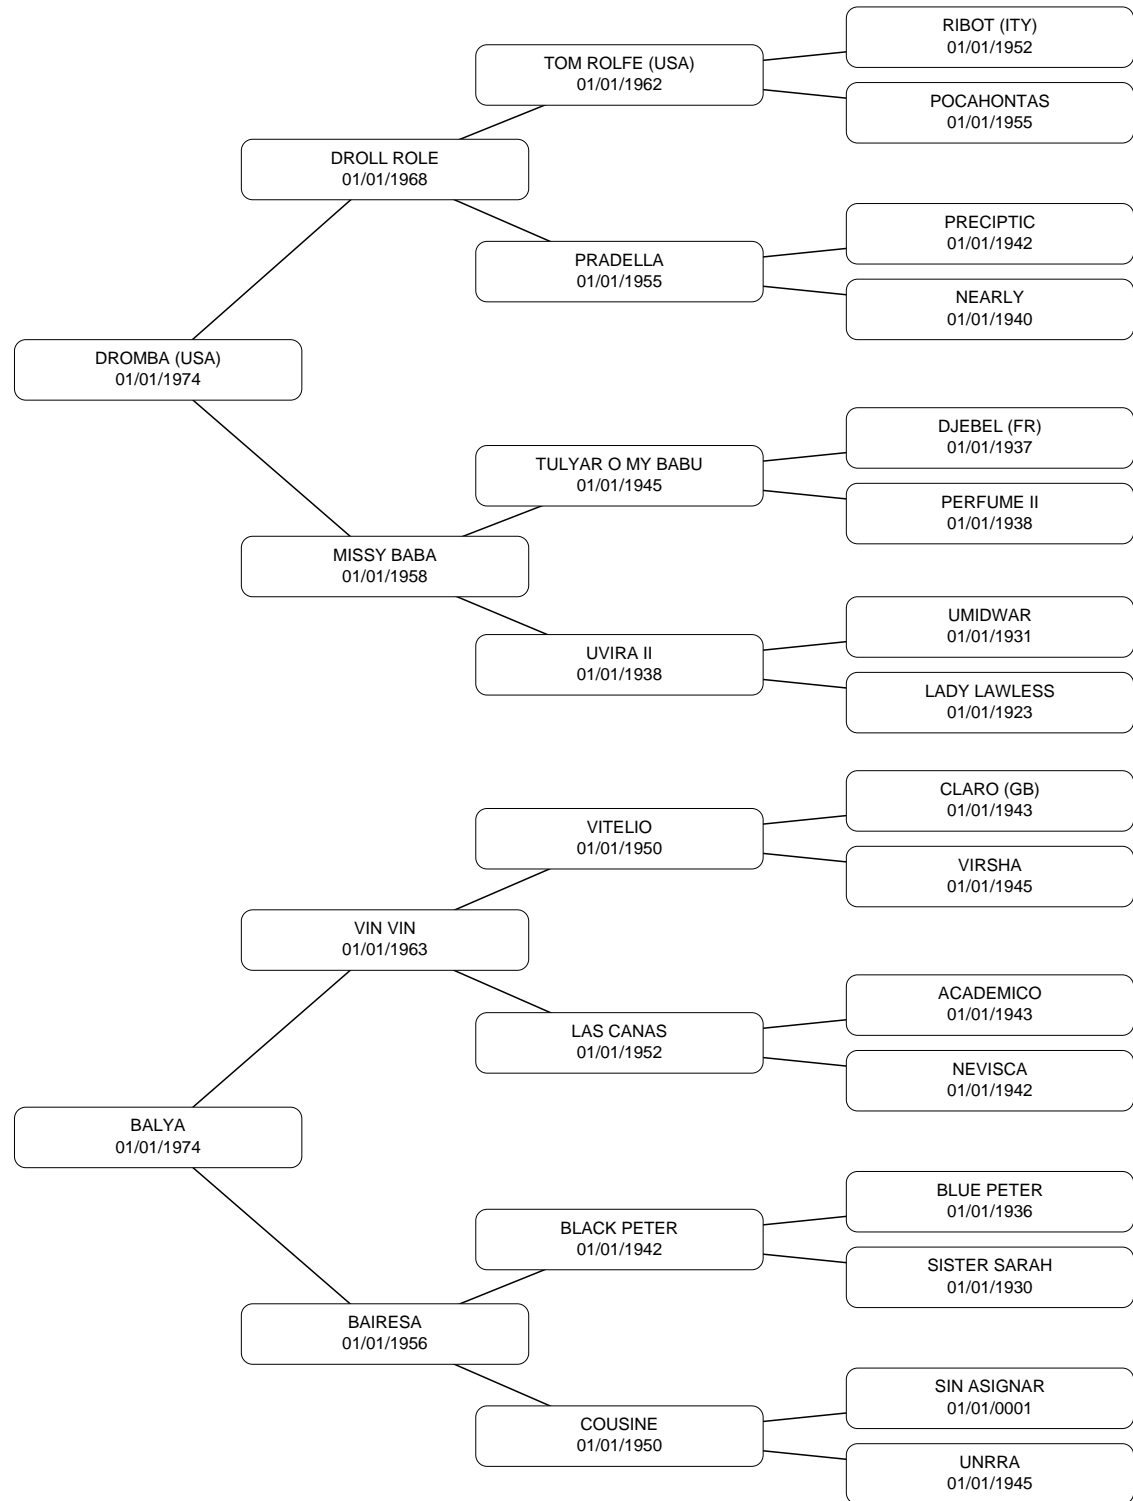 RIBOT (ITY)
01/01/1952
TOM ROLFE (USA)
01/01/1962
POCAHONTAS
01/01/1955
DROLL ROLE
01/01/1968
PRECIPTIC
01/01/1942
PRADELLA
01/01/1955
NEARLY
01/01/1940
DROMBA (USA)
01/01/1974
DJEBEL (FR)
01/01/1937
TULYAR O MY BABU
01/01/1945
PERFUME II
01/01/1938
MISSY BABA
01/01/1958
UMIDWAR
01/01/1931
UVIRA II
01/01/1938
LADY LAWLESS
01/01/1923
CLARO (GB)
01/01/1943
VITELIO
01/01/1950
VIRSHA
01/01/1945
VIN VIN
01/01/1963
ACADEMICO
01/01/1943
LAS CANAS
01/01/1952
NEVISCA
01/01/1942
BALYA
01/01/1974
BLUE PETER
01/01/1936
BLACK PETER
01/01/1942
SISTER SARAH
01/01/1930
BAIRESA
01/01/1956
SIN ASIGNAR
01/01/0001
COUSINE
01/01/1950
UNRRA
01/01/1945